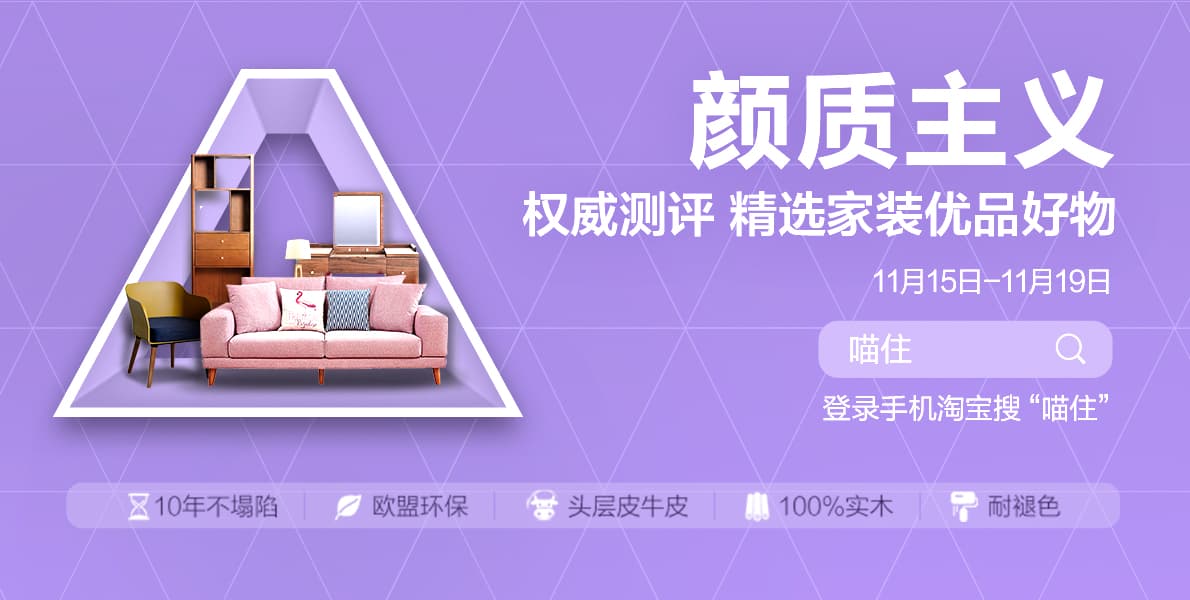 颜质主义
权威测评 精选家装优品好物
11月15日-11月19日
喵住
登录手机淘宝搜“喵住”
10年不塌陷 欧盟环保 头层皮牛皮 100%实木 耐褪色